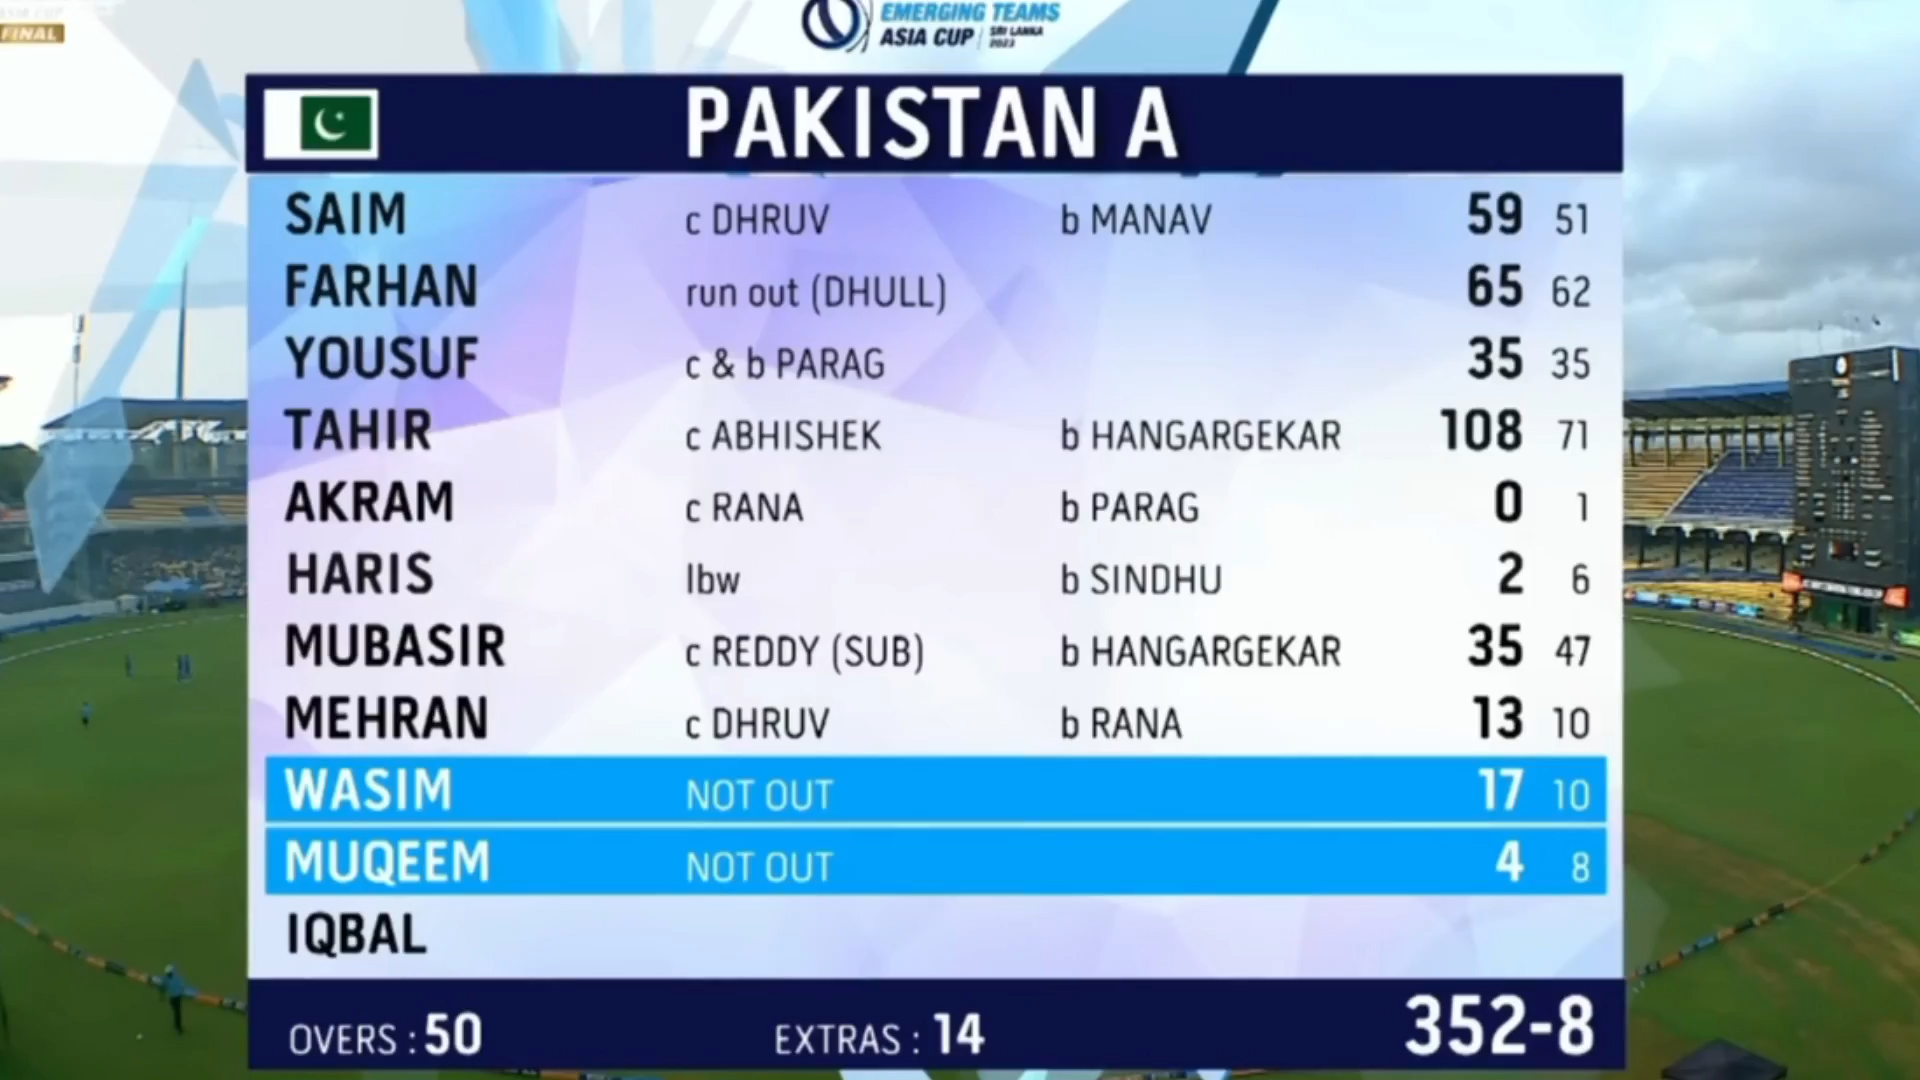 FINAL
EMERGING TEAMS
ASIA CUP SRI LANKA 2023
PAKISTAN A
SAIM c DHRUV b MANAV 59 51
FARHAN run out (DHULL) 65 62
YOUSUF c & b PARAG 35 35
TAHIR c ABHISHEK b HANGARGEKAR 108 71
AKRAM c RANA b PARAG 0 1
HARIS lbw b SINDHU 2 6
MUBASIR c REDDY (SUB) b HANGARGEKAR 35 47
MEHRAN c DHRUV b RANA 13 10
WASIM NOT OUT 17 10
MUQEEM NOT OUT 4 8
IQBAL
OVERS : 50 EXTRAS : 14 352-8